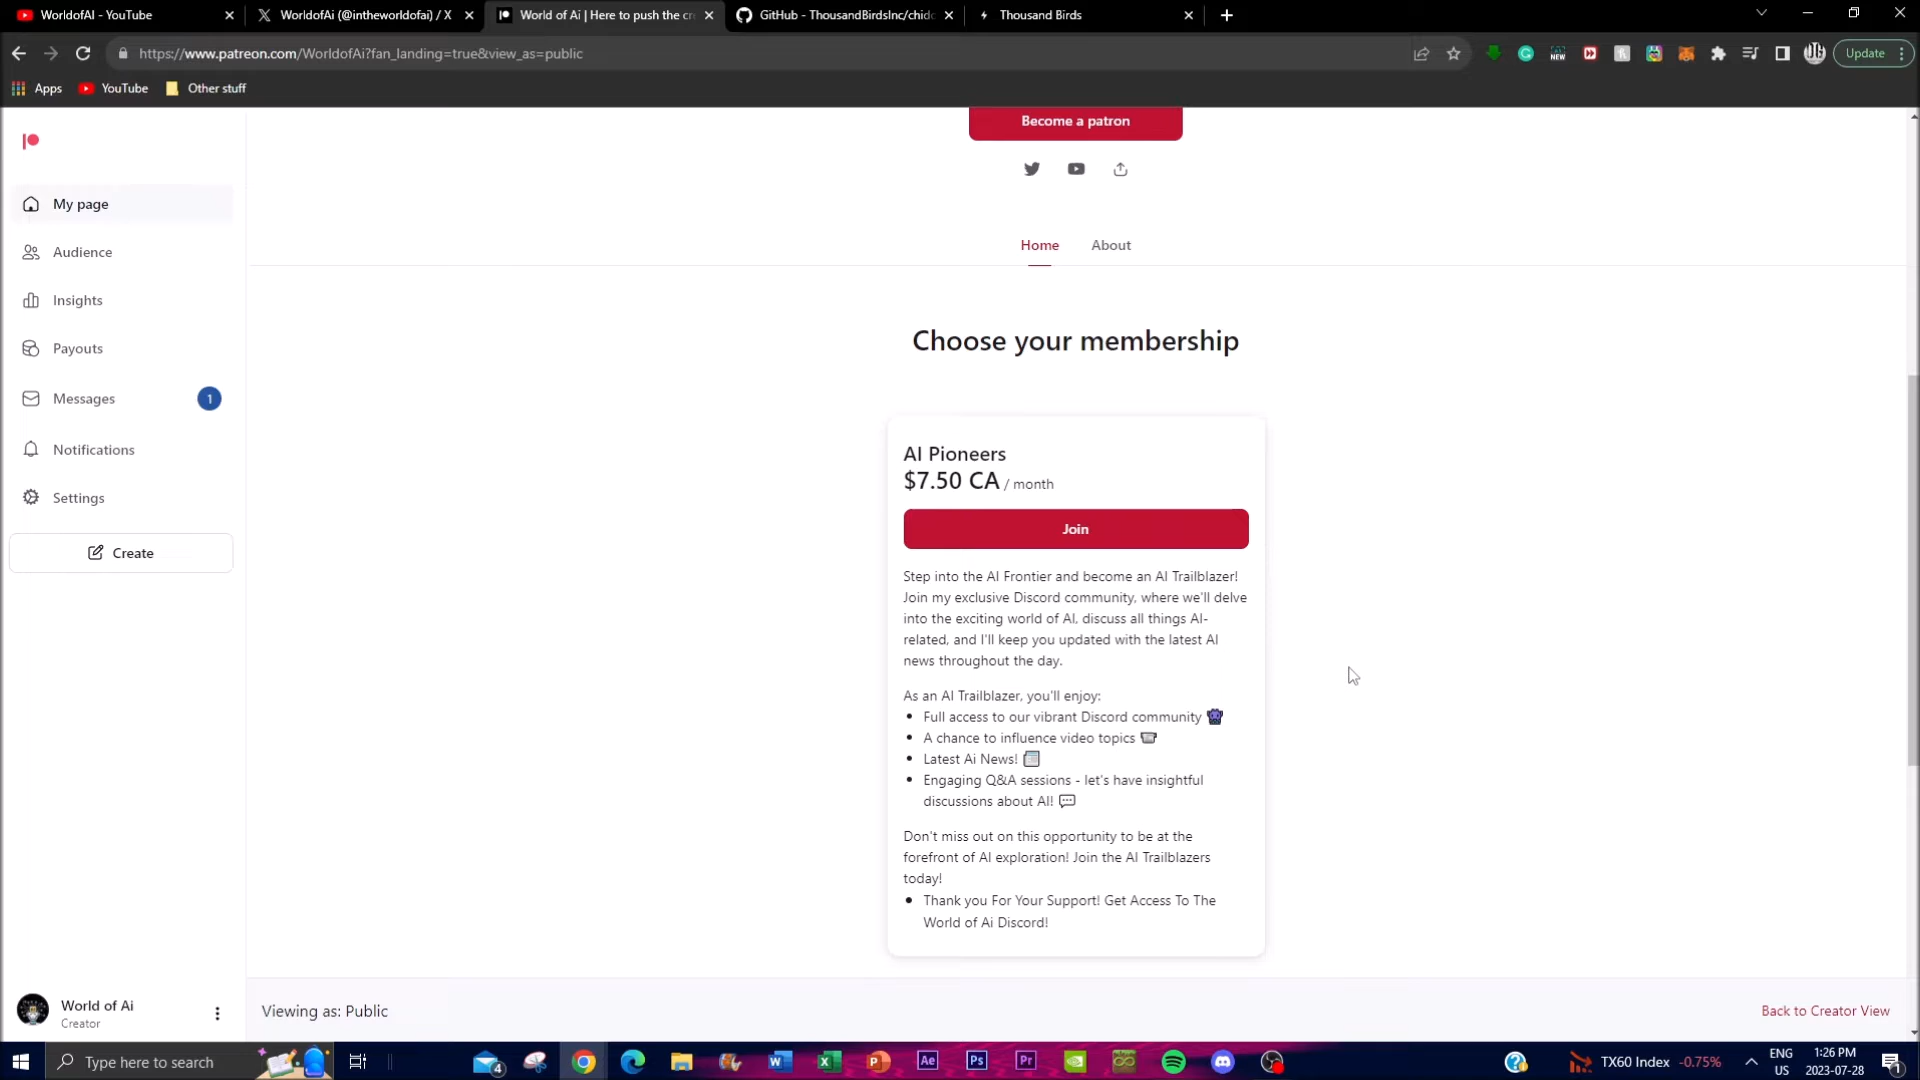 WorldofAI - YouTube
WorldofAi (@intheworldofai) / X
World of Ai | Here to push the cre
GitHub - ThousandBirdsInc/chido
Thousand Birds
https://www.patreon.com/WorldofAi?fan_landing=true&view_as=public
NEW
Update
Apps
YouTube
Other stuff
Become a patron
My page
Audience
Insights
Payouts
Messages
1
Notifications
Settings
Create
Home
About
Choose your membership
AI Pioneers
$7.50 CA / month
Join
Step into the AI Frontier and become an AI Trailblazer!
Join my exclusive Discord community, where we'll delve
into the exciting world of AI, discuss all things AI-
related, and I'll keep you updated with the latest AI
news throughout the day.
As an AI Trailblazer, you'll enjoy:
• Full access to our vibrant Discord community
• A chance to influence video topics
• Latest Ai News!
• Engaging Q&A sessions - let's have insightful
discussions about AI!
Don't miss out on this opportunity to be at the
forefront of AI exploration! Join the AI Trailblazers
today!
• Thank you For Your Support! Get Access To The
World of Ai Discord!
World of Ai
Creator
Viewing as: Public
Back to Creator View
Type here to search
4
Ae
Ps
Pr
TX60 Index -0.75%
ENG
US
1:26 PM
2023-07-28
1